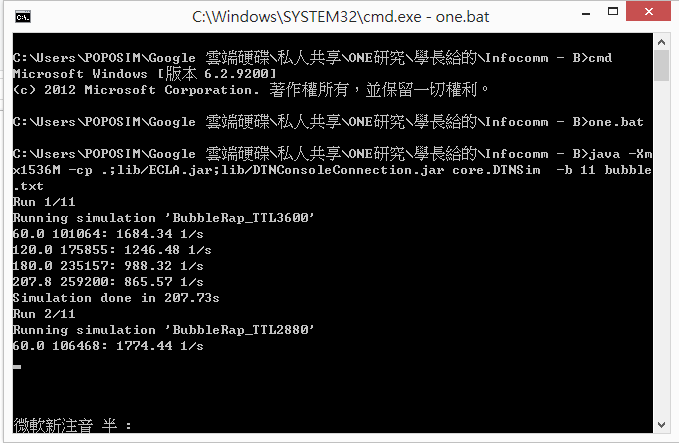 C:\Windows\SYSTEM32\cmd.exe - one.bat
C:\Users\POPOSIM\Google 雲端硬碟\私人共享\ONE研究\學長給的\Infocomm - B>cmd
Microsoft Windows [版本 6.2.9200]
(c) 2012 Microsoft Corporation. 著作權所有，並保留一切權利。
C:\Users\POPOSIM\Google 雲端硬碟\私人共享\ONE研究\學長給的\Infocomm - B>one.bat
C:\Users\POPOSIM\Google 雲端硬碟\私人共享\ONE研究\學長給的\Infocomm - B>java -Xm
x1536M -cp .;lib/ECLA.jar;lib/DTNConsoleConnection.jar core.DTNSim  -b 11 bubble
.txt
Run 1/11
Running simulation 'BubbleRap_TTL3600'
60.0 101064: 1684.34 1/s
120.0 175855: 1246.48 1/s
180.0 235157: 988.32 1/s
207.8 259200: 865.57 1/s
Simulation done in 207.73s
Run 2/11
Running simulation 'BubbleRap_TTL2880'
60.0 106468: 1774.44 1/s
微軟新注音 半 :